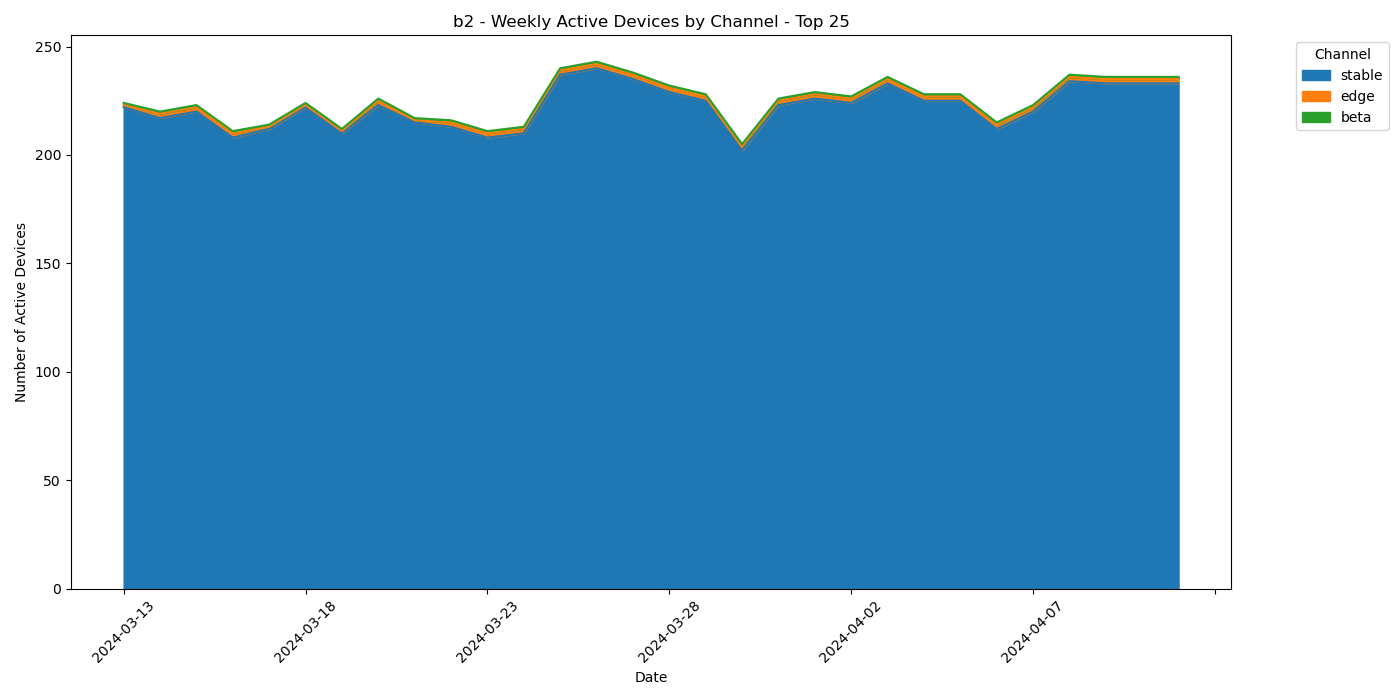 b2 - Weekly Active Devices by Channel - Top 25
Number of Active Devices
250
200
150
100
50
0
2024-03-13
2024-03-18
2024-03-23
2024-03-28
2024-04-02
2024-04-07
Date
Channel
stable
edge
beta